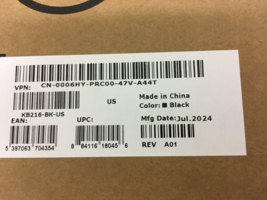 VPN: CN-0006HY-PRC00-47V-A44T
US
Made in China
Color: ■ Black
KB216-BK-US
Mfg Date: Jul.2024
EAN:
UPC:
5 397063 704354
8 84116 18045 6
REV A01